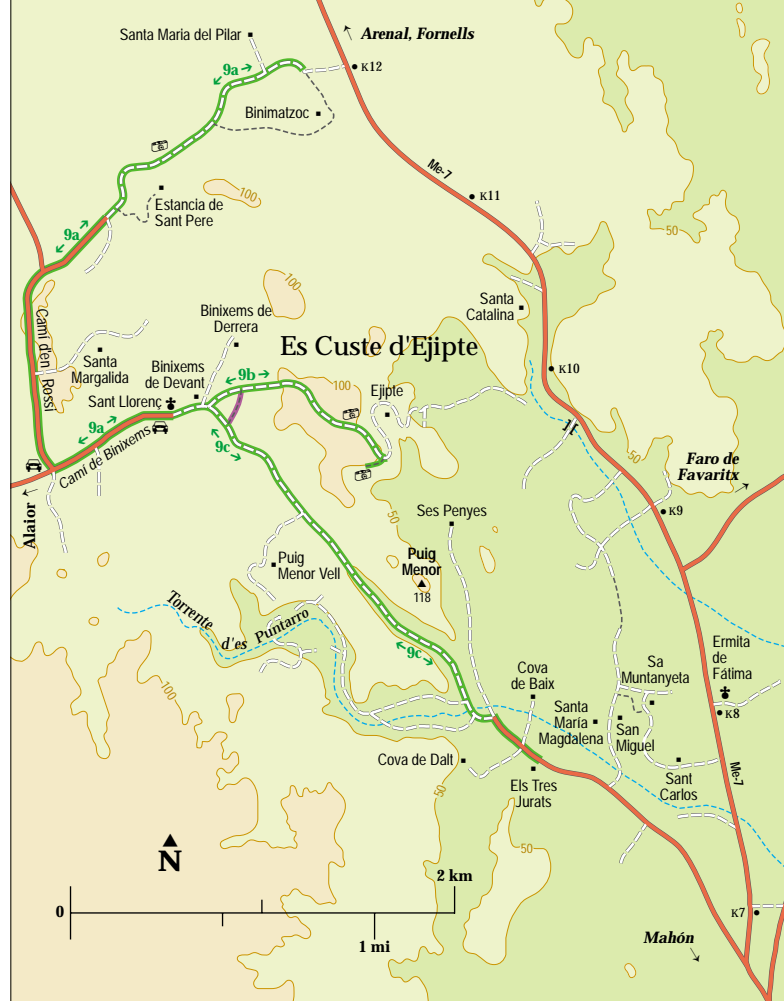 Arenal, Fornells
Santa Maria del Pilar
K12
9a
Binimatzoc
Me-7
K11
Estancia de
Sant Pere
100
50
9a
100
Santa
Catalina
Binixems de
Derrera
Es Custe d'Ejipte
Camí d'en Rossi
Santa
Margalida
Binixems
de Devant
9b
100
Ejipte
K10
Sant Llorenç
9a
Camí de Binixems
9c
50
Faro de
Favaritx
Alaior
50
Ses Penyes
K9
Puig
Menor Vell
Puig
Menor
118
Torrente
d'es
Puntarro
9c
Cova
de Baix
Sa
Muntanyeta
Ermita
de
Fátima
100
Santa
María
Magdalena
San
Miguel
K8
Cova de Dalt
Els Tres
Jurats
Sant
Carlos
Me-7
50
50
N
2 km
0
1 mi
K7
Mahón